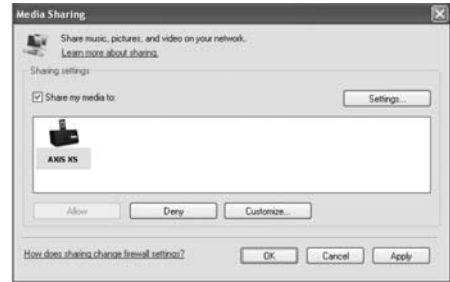 Media Sharing
Share music, pictures, and video on your network.
Learn more about sharing.
Sharing settings
Share my media to:
Settings...
AXiS XS
Allow
Deny
Customize...
How does sharing change firewall settings?
OK
Cancel
Apply